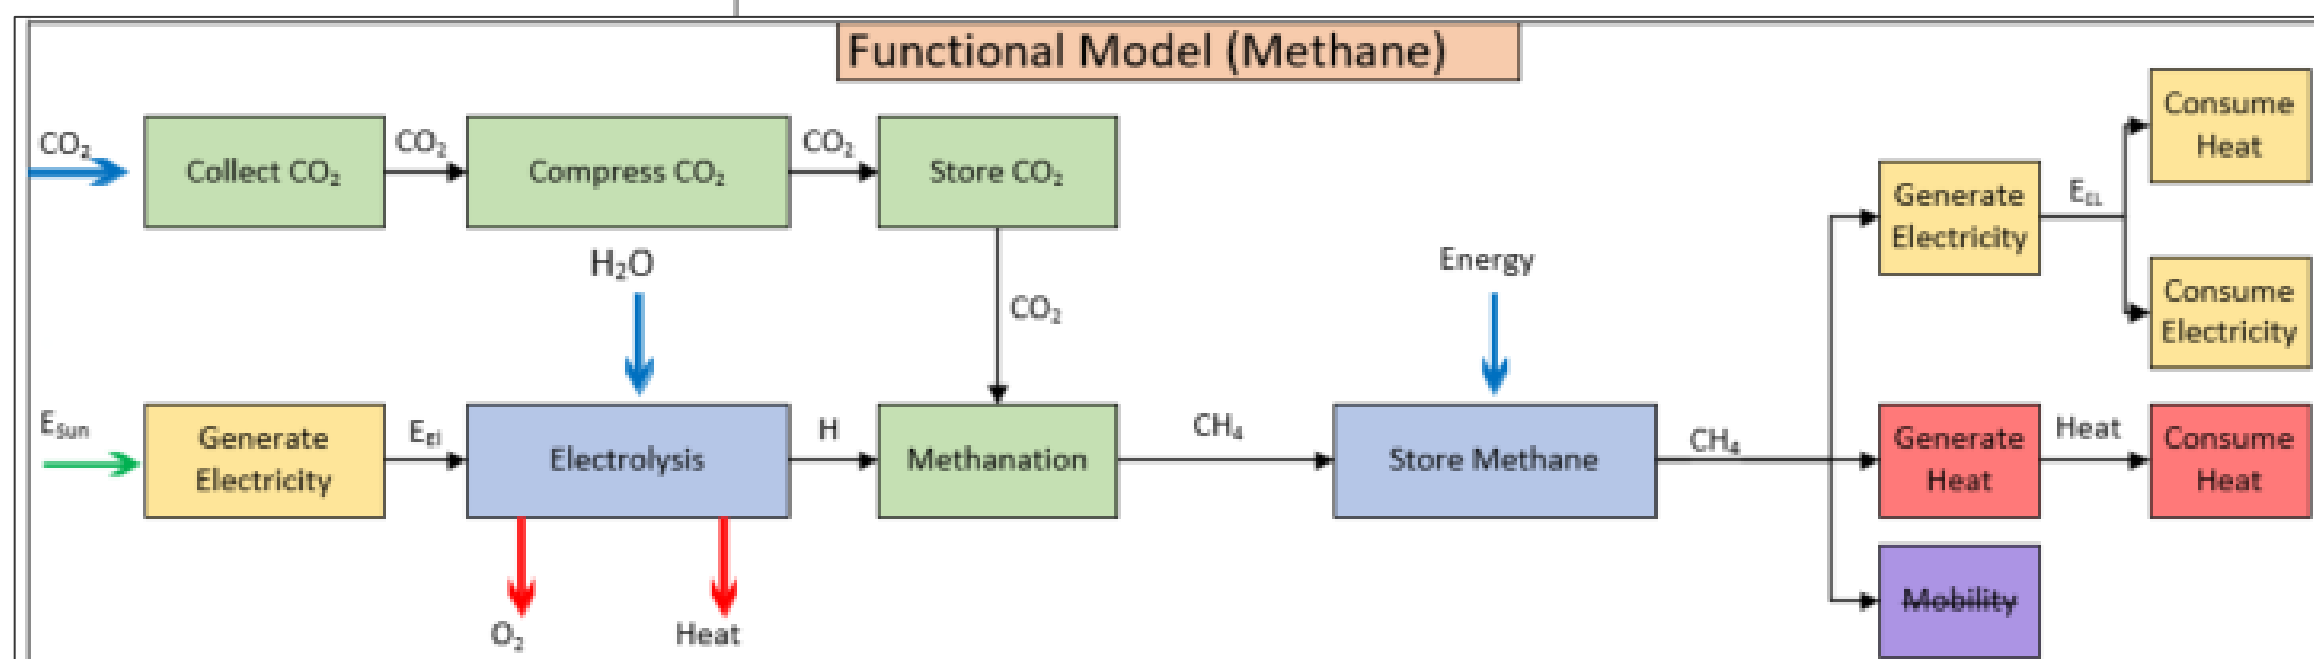 Functional Model (Methane)
CO₂
Collect CO₂
CO₂
Compress CO₂
CO₂
Store CO₂
Consume
Heat
Generate
Electricity
E_EL
Consume
Electricity
H₂O
Energy
CO₂
E_Sun
Generate
Electricity
E_El
Electrolysis
H
Methanation
CH₄
Store Methane
CH₄
Generate
Heat
Heat
Consume
Heat
Mobility
O₂
Heat